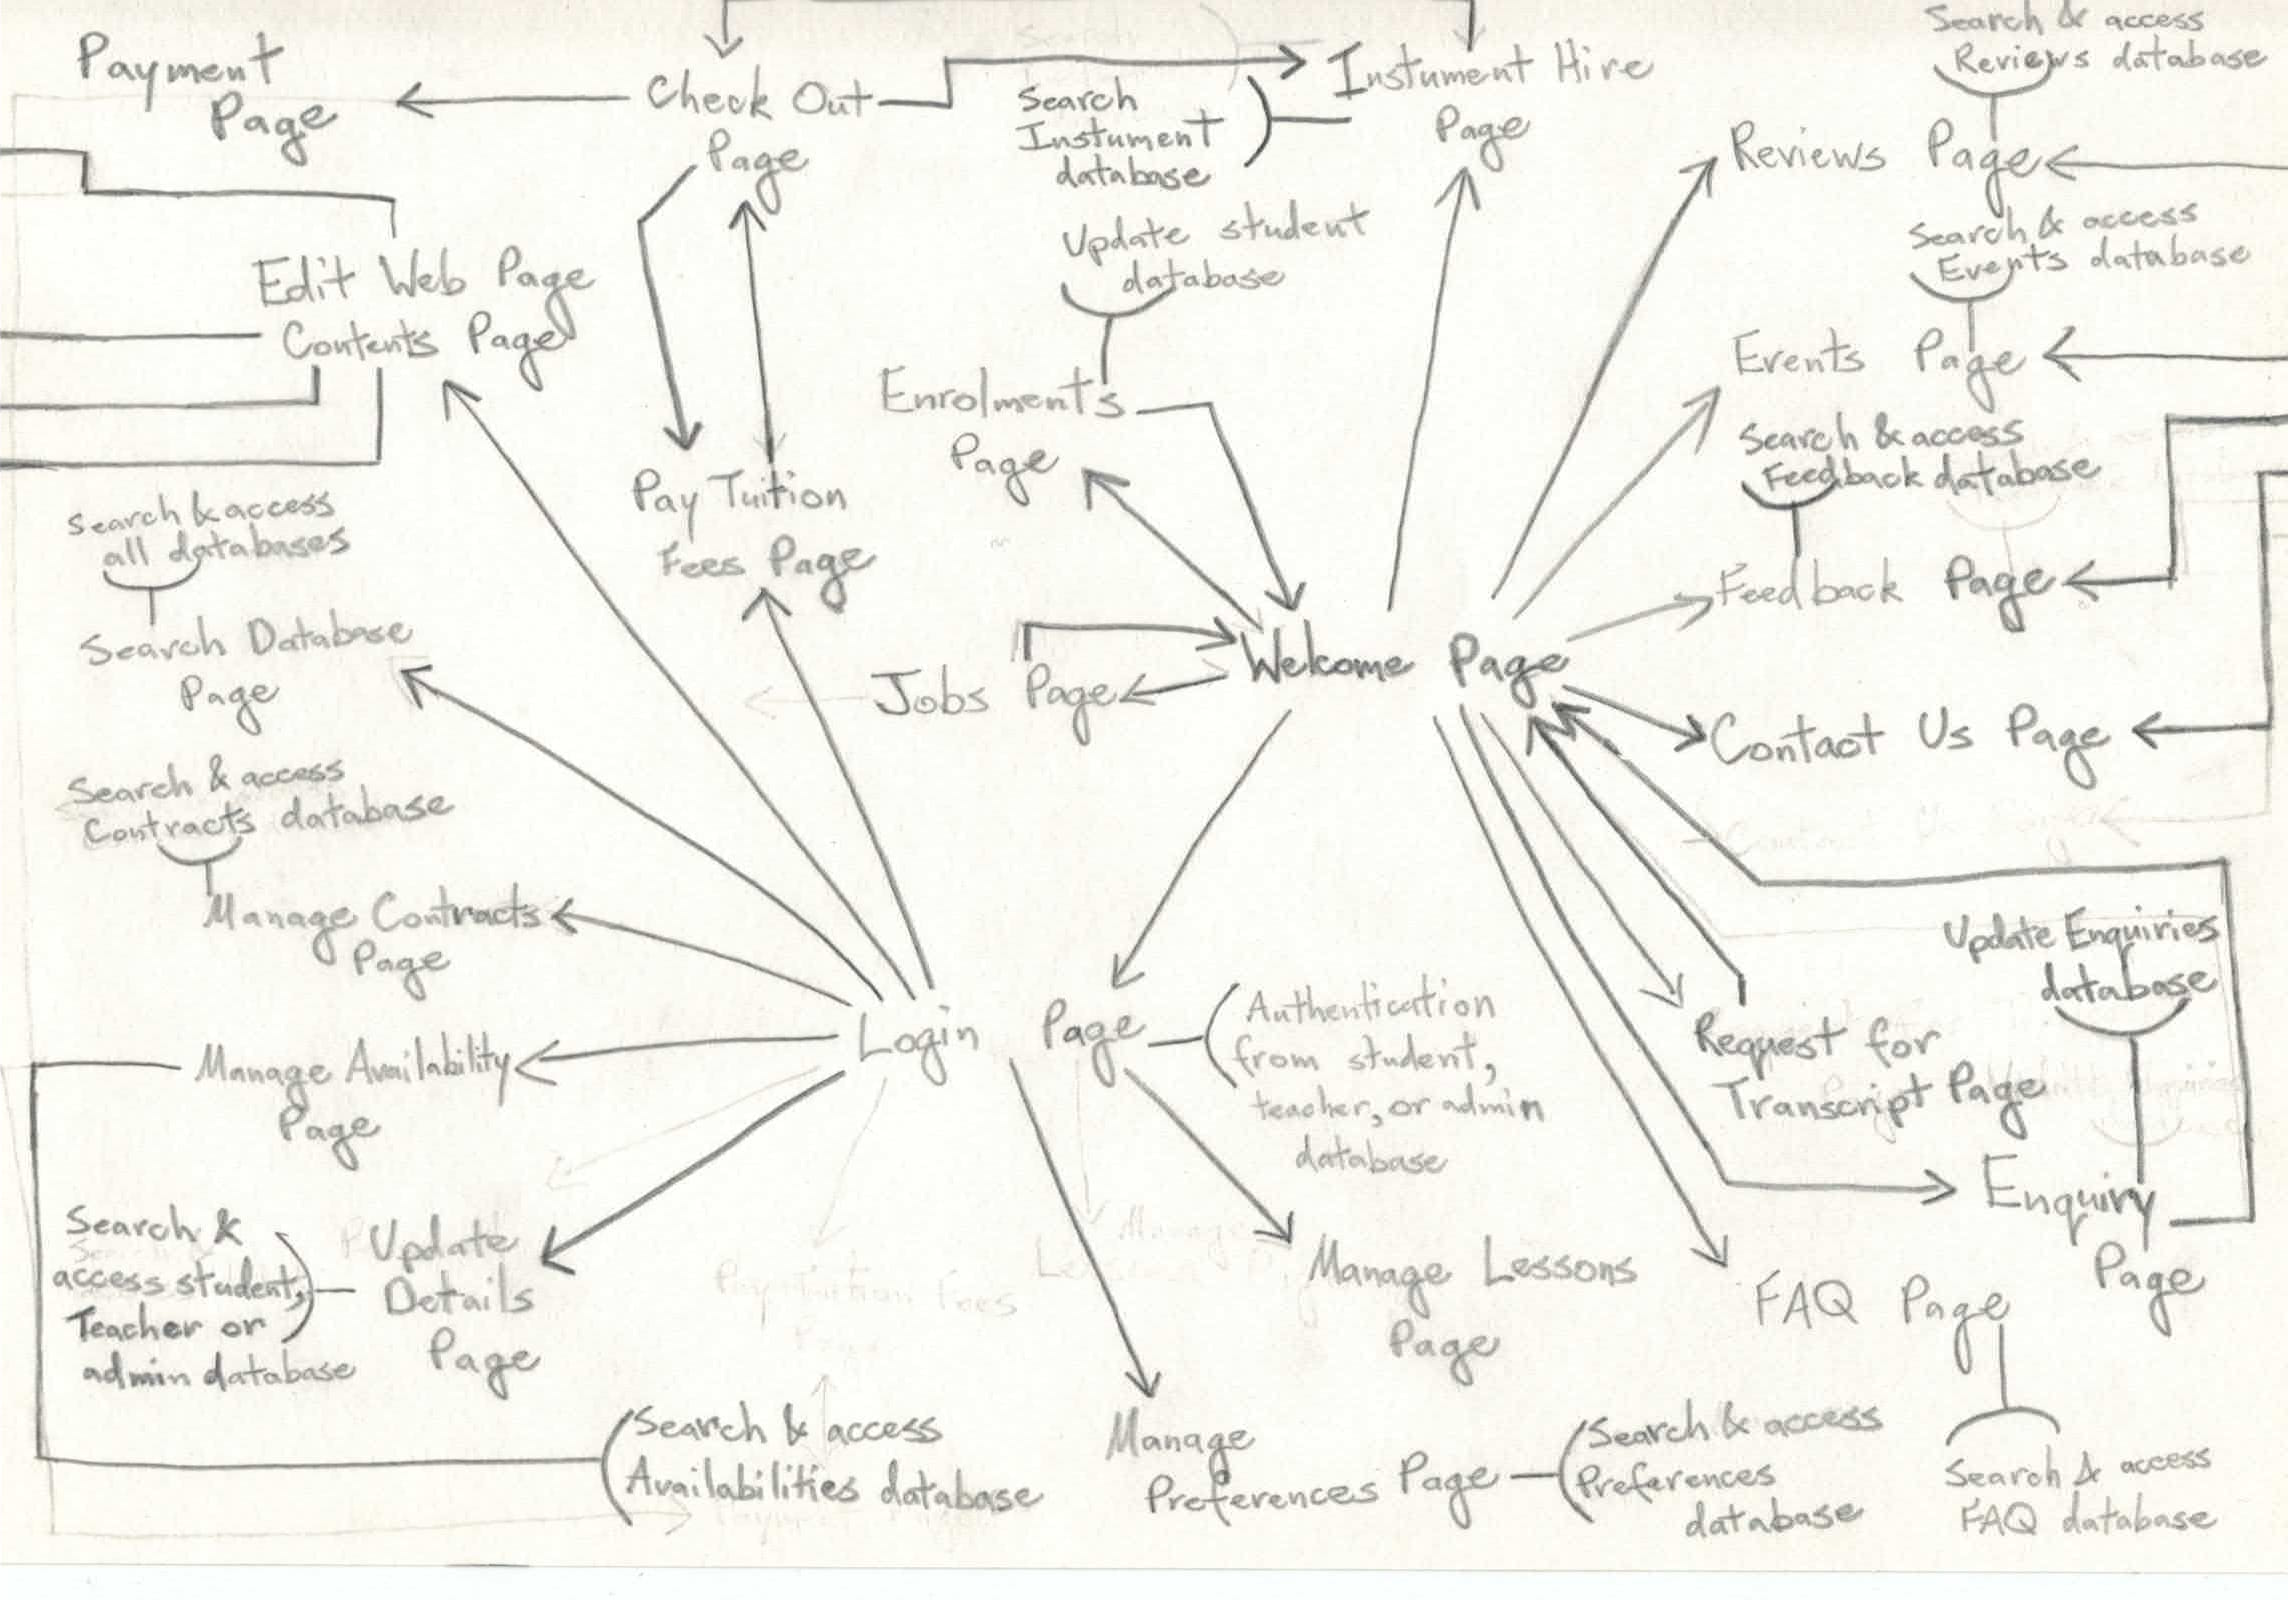 Payment
Page
Check Out
Page
Search
Instument
database
Instument Hire
Page
Search & access
Reviews database
Reviews Page
Update student
database
Search & access
Events database
Edit Web Page
Contents Page
Events Page
Enrolments
Page
Search & access
Feedback database
Pay Tuition
Fees Page
Search & access
all databases
Feedback Page
Search Database
Page
Jobs Page
Welcome Page
Contact Us Page
Search & access
Contracts database
Manage Contracts
Page
Update Enquiries
database
Login Page
Authentication
from student,
teacher, or admin
database
Request for
Transcript Page
Manage Availability
Page
Enquiry
Page
Search &
access student,
Teacher or
admin database
Update
Details
Page
Manage Lessons
Page
FAQ Page
Search & access
Availabilities database
Manage
Preferences Page
Search & access
Preferences
database
Search & access
FAQ database